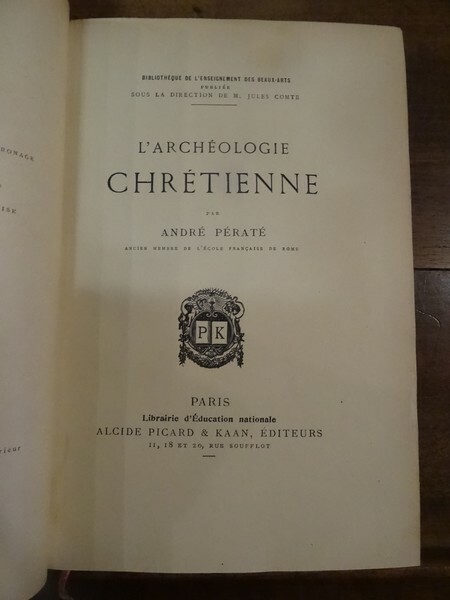 BIBLIOTHÈQUE DE L'ENSEIGNEMENT DES BEAUX-ARTS
PUBLIÉE
SOUS LA DIRECTION DE M. JULES COMTE
L'ARCHÉOLOGIE
CHRÉTIENNE
PAR
ANDRÉ PÉRATÉ
ANCIEN MEMBRE DE L'ÉCOLE FRANÇAISE DE ROME
P K
PARIS
Librairie d'Éducation nationale
ALCIDE PICARD & KAAN, ÉDITEURS
11, 18 ET 20, RUE SOUFFLOT